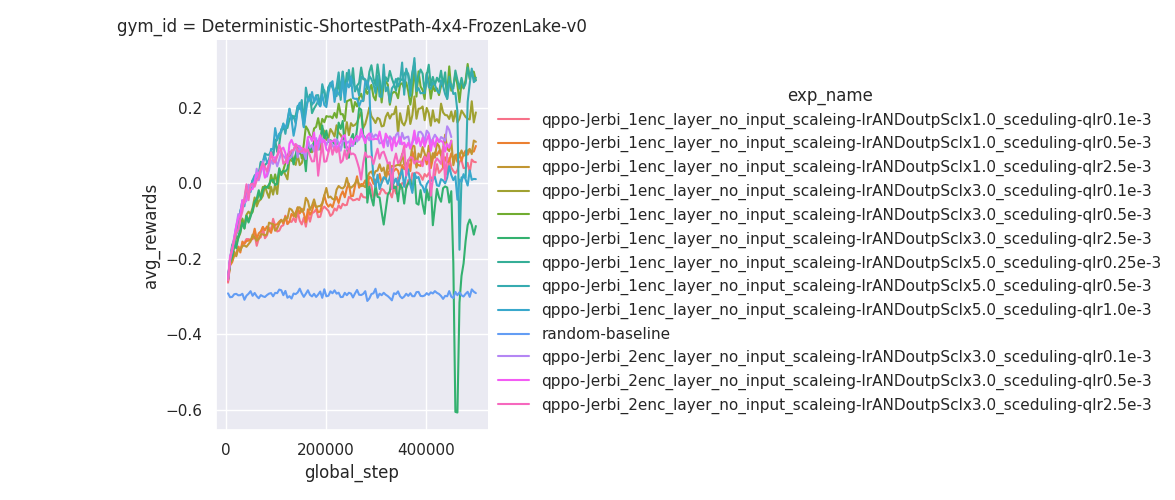 gym_id = Deterministic-ShortestPath-4x4-FrozenLake-v0
avg_rewards
0.2
0.0
−0.2
−0.4
−0.6
0
200000
400000
global_step
exp_name
qppo-Jerbi_1enc_layer_no_input_scaleing-lrANDoutpSclx1.0_sceduling-qlr0.1e-3
qppo-Jerbi_1enc_layer_no_input_scaleing-lrANDoutpSclx1.0_sceduling-qlr0.5e-3
qppo-Jerbi_1enc_layer_no_input_scaleing-lrANDoutpSclx1.0_sceduling-qlr2.5e-3
qppo-Jerbi_1enc_layer_no_input_scaleing-lrANDoutpSclx3.0_sceduling-qlr0.1e-3
qppo-Jerbi_1enc_layer_no_input_scaleing-lrANDoutpSclx3.0_sceduling-qlr0.5e-3
qppo-Jerbi_1enc_layer_no_input_scaleing-lrANDoutpSclx3.0_sceduling-qlr2.5e-3
qppo-Jerbi_1enc_layer_no_input_scaleing-lrANDoutpSclx5.0_sceduling-qlr0.25e-3
qppo-Jerbi_1enc_layer_no_input_scaleing-lrANDoutpSclx5.0_sceduling-qlr0.5e-3
qppo-Jerbi_1enc_layer_no_input_scaleing-lrANDoutpSclx5.0_sceduling-qlr1.0e-3
random-baseline
qppo-Jerbi_2enc_layer_no_input_scaleing-lrANDoutpSclx3.0_sceduling-qlr0.1e-3
qppo-Jerbi_2enc_layer_no_input_scaleing-lrANDoutpSclx3.0_sceduling-qlr0.5e-3
qppo-Jerbi_2enc_layer_no_input_scaleing-lrANDoutpSclx3.0_sceduling-qlr2.5e-3